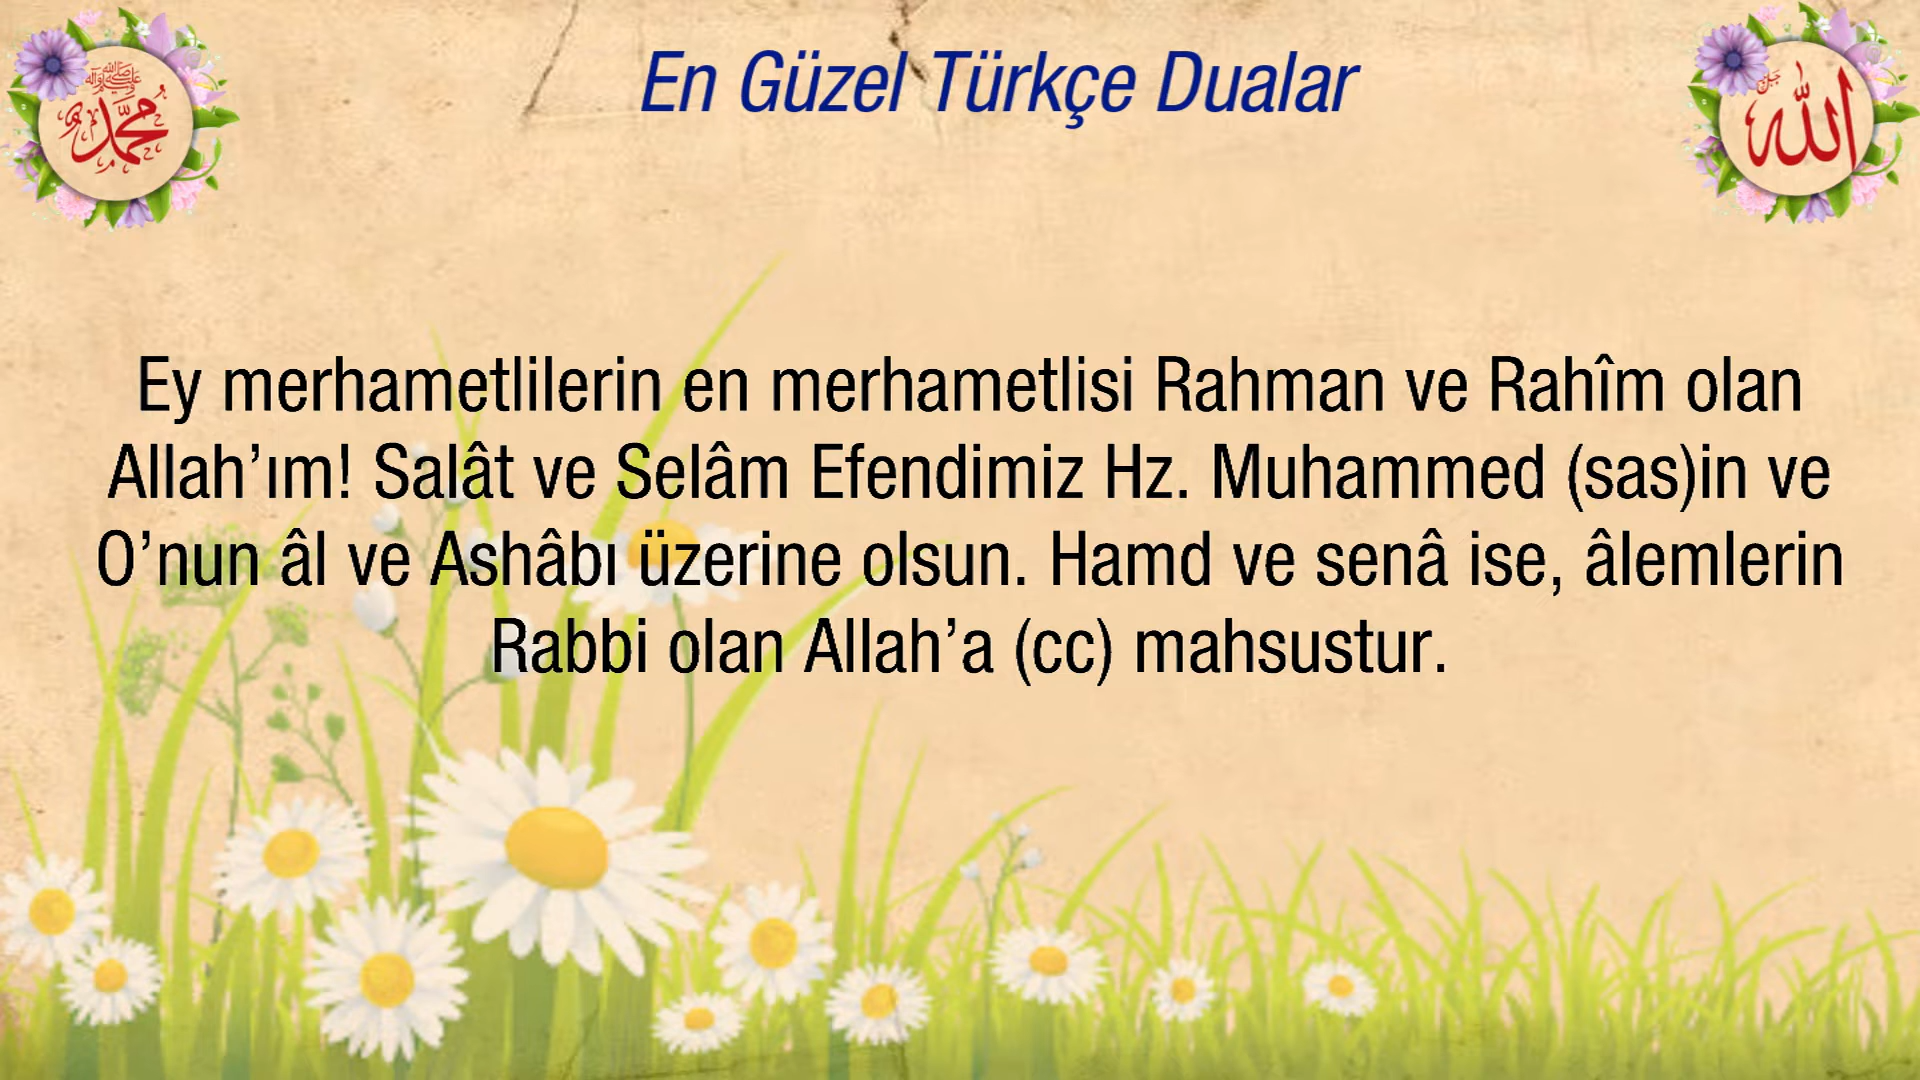 En Güzel Türkçe Dualar
محمد
الله
Ey merhametlilerin en merhametlisi Rahman ve Rahîm olan
Allah’ım! Salât ve Selâm Efendimiz Hz. Muhammed (sas)in ve
O’nun âl ve Ashâbı üzerine olsun. Hamd ve senâ ise, âlemlerin
Rabbi olan Allah’a (cc) mahsustur.